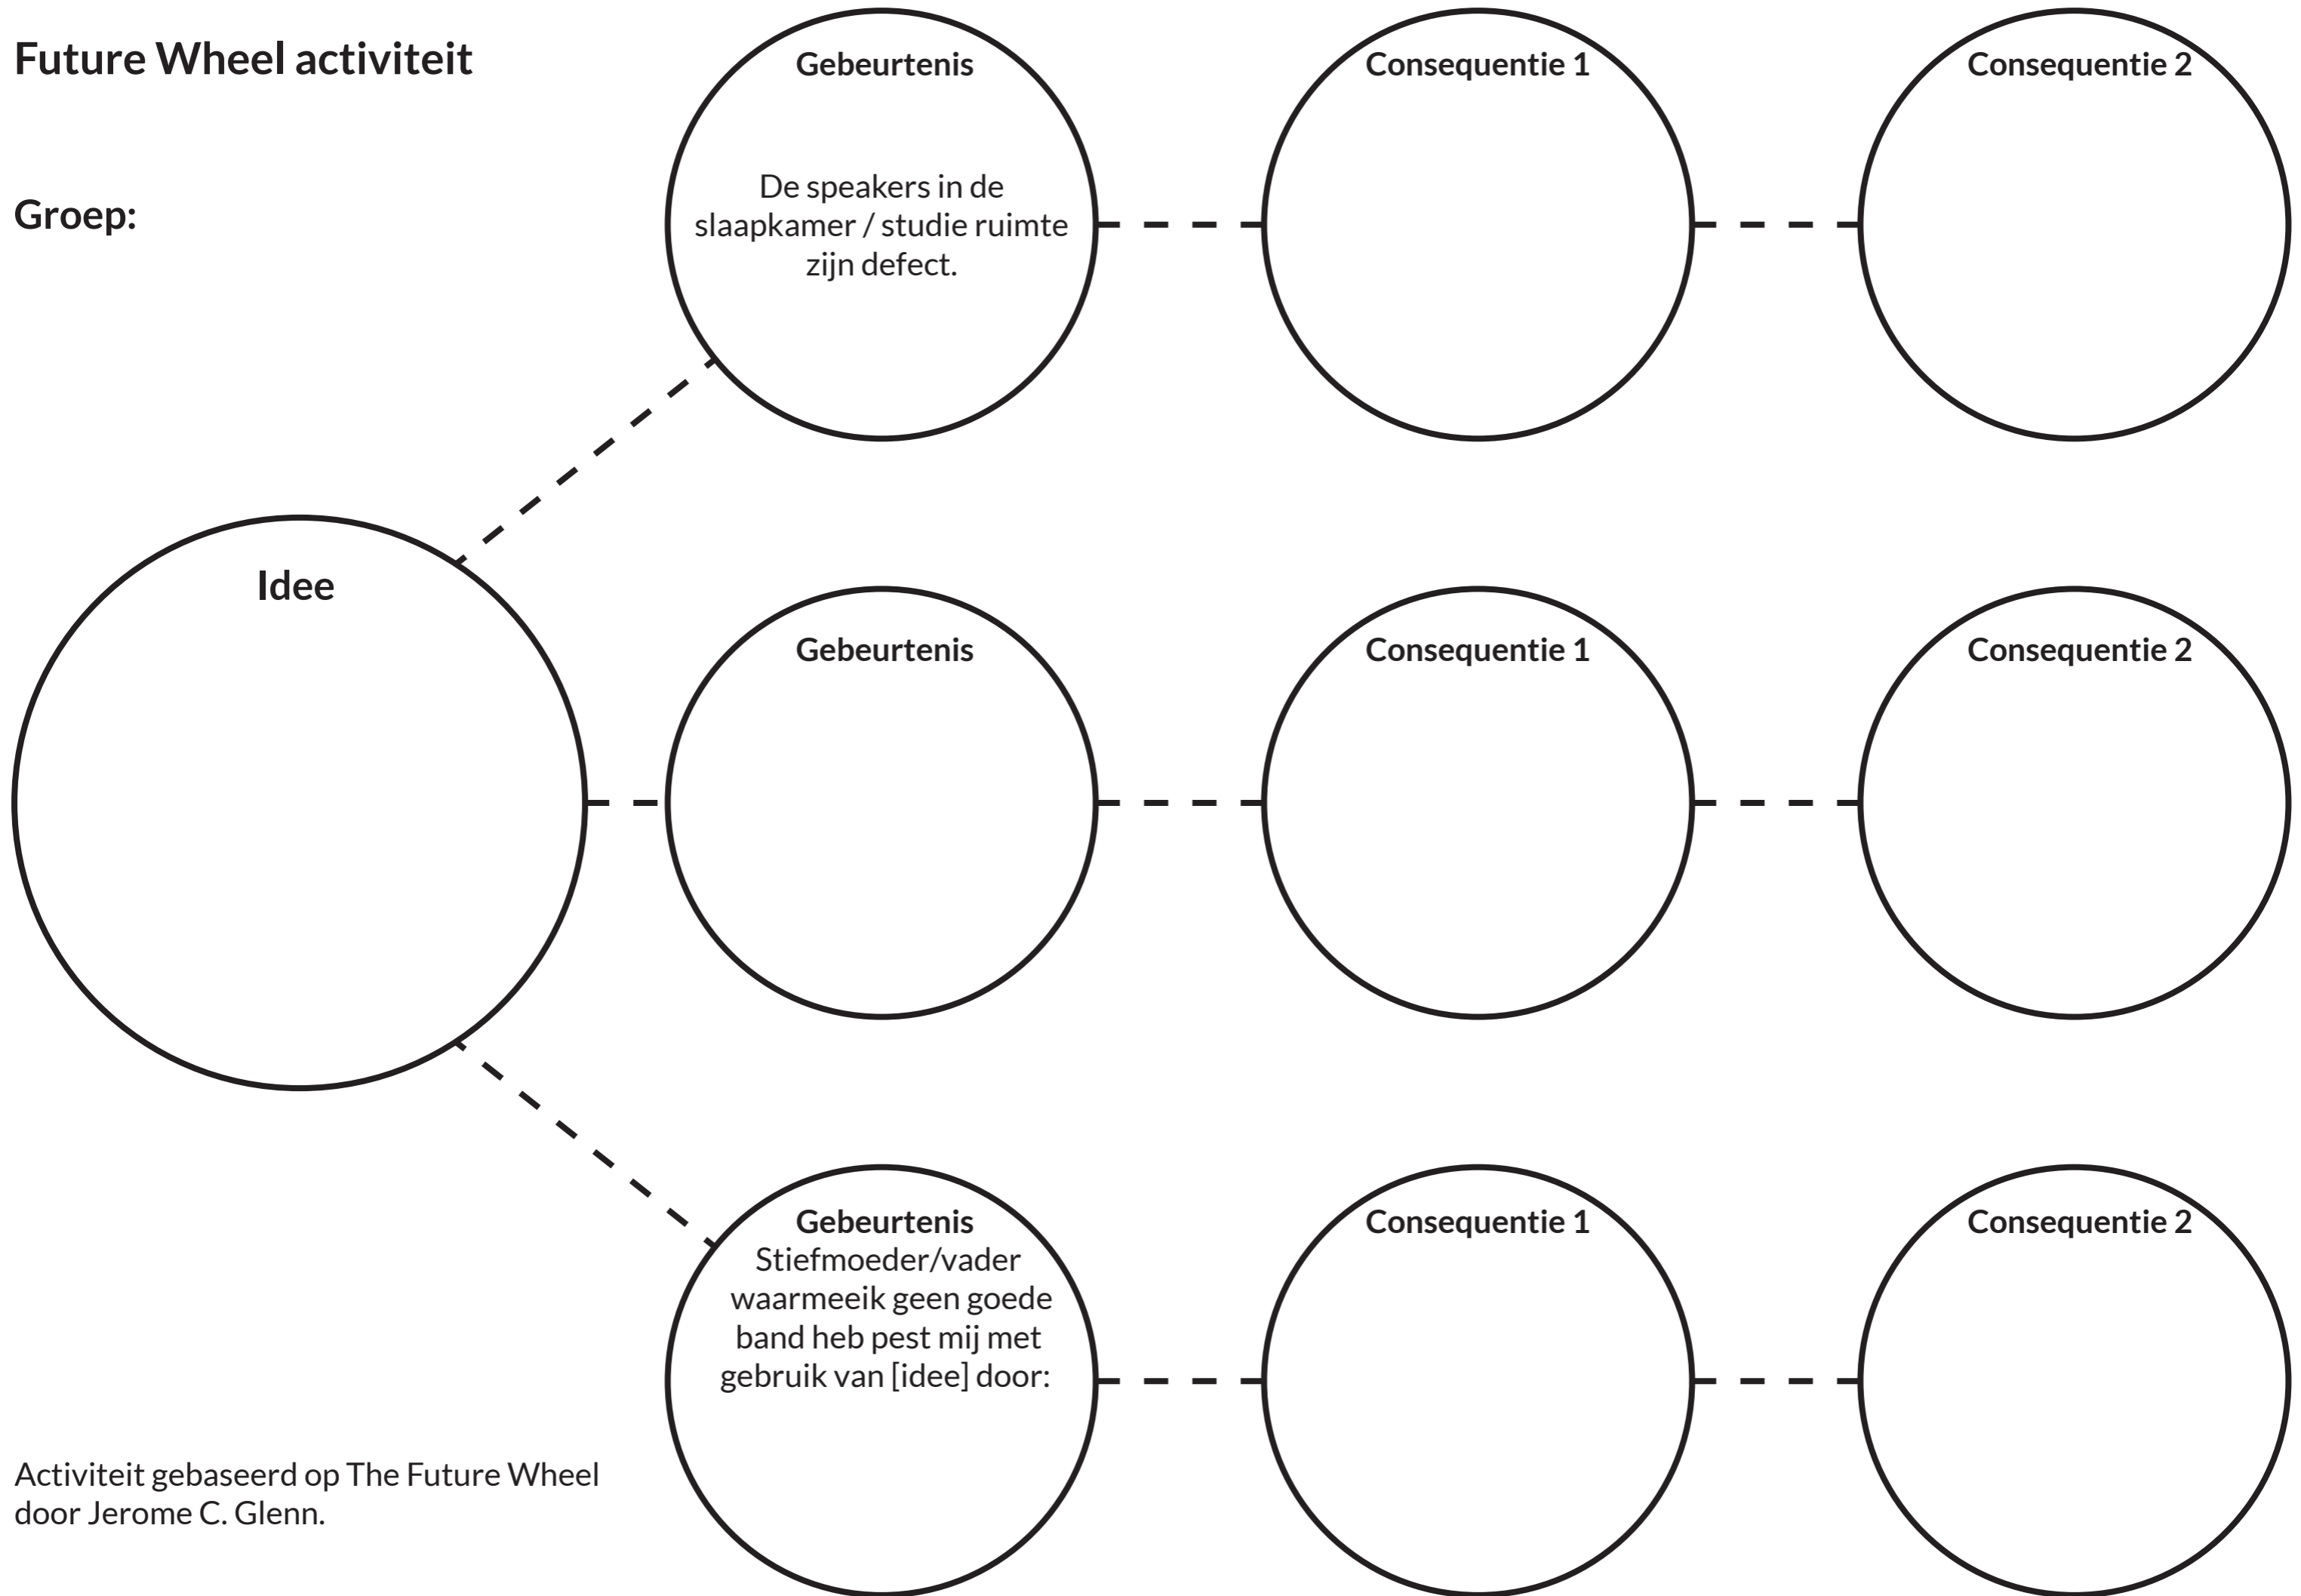 Future Wheel activiteit
Groep:
Gebeurtenis
De speakers in de
slaapkamer / studie ruimte
zijn defect.
Consequentie 1
Consequentie 2
Idee
Gebeurtenis
Consequentie 1
Consequentie 2
Gebeurtenis
Stiefmoeder/vader
waarmeeik geen goede
band heb pest mij met
gebruik van [idee] door:
Consequentie 1
Consequentie 2
Activiteit gebaseerd op The Future Wheel
door Jerome C. Glenn.